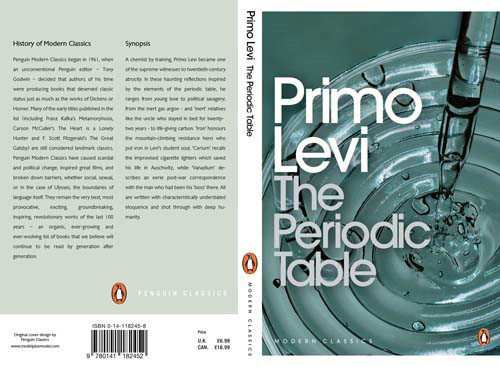 History of Modern Classics
Penguin Modern Classics began in 1961, when
an unconventional Penguin editor – Tony
Godwin – decided that authors of his time
were producing books that deserved classic
status just as much as the works of Dickens or
Homer. Many of the early titles published in the
list (including Franz Kafka's Metamorphosis,
Carson McCuller's The Heart is a Lonely
Hunter and F. Scott Fitzgerald's The Great
Gatsby) are still considered landmark classics.
Penguin Modern Classics have caused scandal
and political change, inspired great films, and
broken down barriers, whether social, sexual,
or in the case of Ulysses, the boundaries of
language itself. They remain the very best, most
provocative, exciting, groundbreaking,
inspiring, revolutionary works of the last 100
years – an organic, ever-growing and
ever-evolving list of books that we believe will
continue to be read by generation after
generation.
Synopsis
A chemist by training, Primo Levi became one
of the supreme witnesses to twentieth-century
atrocity. In these haunting reflections inspired
by the elements of the periodic table, he
ranges from young love to political savagery;
from the inert gas argon - and 'inert' relatives
like the uncle who stayed in bed for twenty-
two years - to life-giving carbon. 'Iron' honours
the mountain-climbing resistance hero who
put iron in Levi's student soul, 'Cerium' recalls
the improvised cigarette lighters which saved
his life in Auschwitz, while 'Vanadium' de-
scribes an eerie post-war correspondence
with the man who had been his 'boss' there. All
are written with characteristically understated
eloquence and shot through with deep hu-
manity.
PENGUIN CLASSICS
Original cover design by
Penguin Classics
www.modelposmodel.com
ISBN 0-14-118245-8
9 780141 182452
Price
U.K. £8.99
CAN. £16.99
Primo Levi The Periodic Table
Primo
Levi
The
Periodic
Table
MODERN CLASSICS